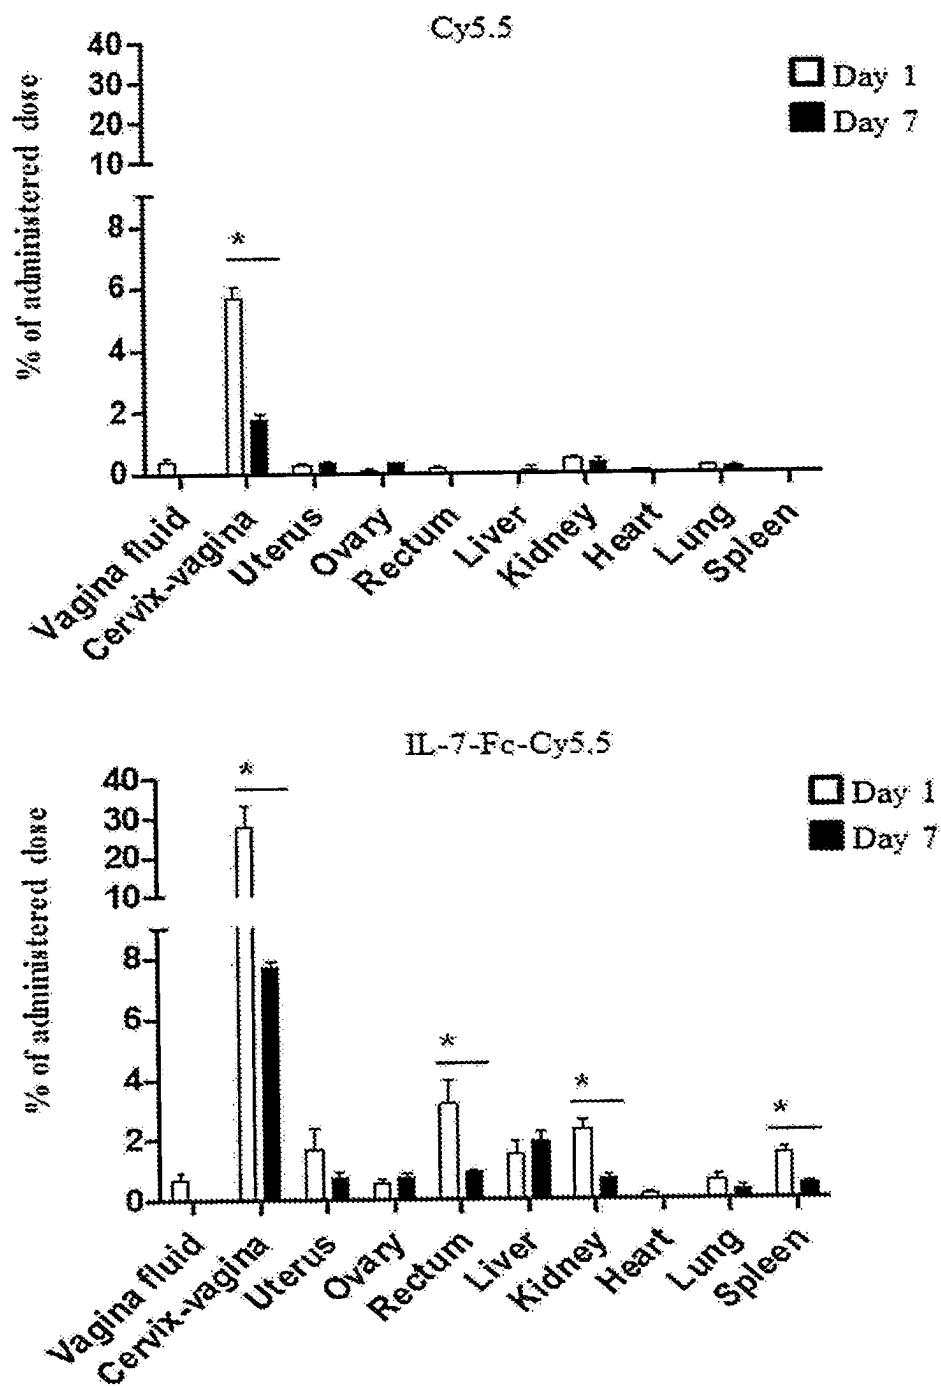 Cy5.5
% of administered dose
40
30
20
10
8
6
4
2
0
*
Day 1
Day 7
Vagina fluid
Cervix-vagina
Uterus
Ovary
Rectum
Liver
Kidney
Heart
Lung
Spleen
IL-7-Fc-Cy5.5
% of administered dose
40
30
20
10
8
6
4
2
0
*
*
*
*
Day 1
Day 7
Vagina fluid
Cervix-vagina
Uterus
Ovary
Rectum
Liver
Kidney
Heart
Lung
Spleen